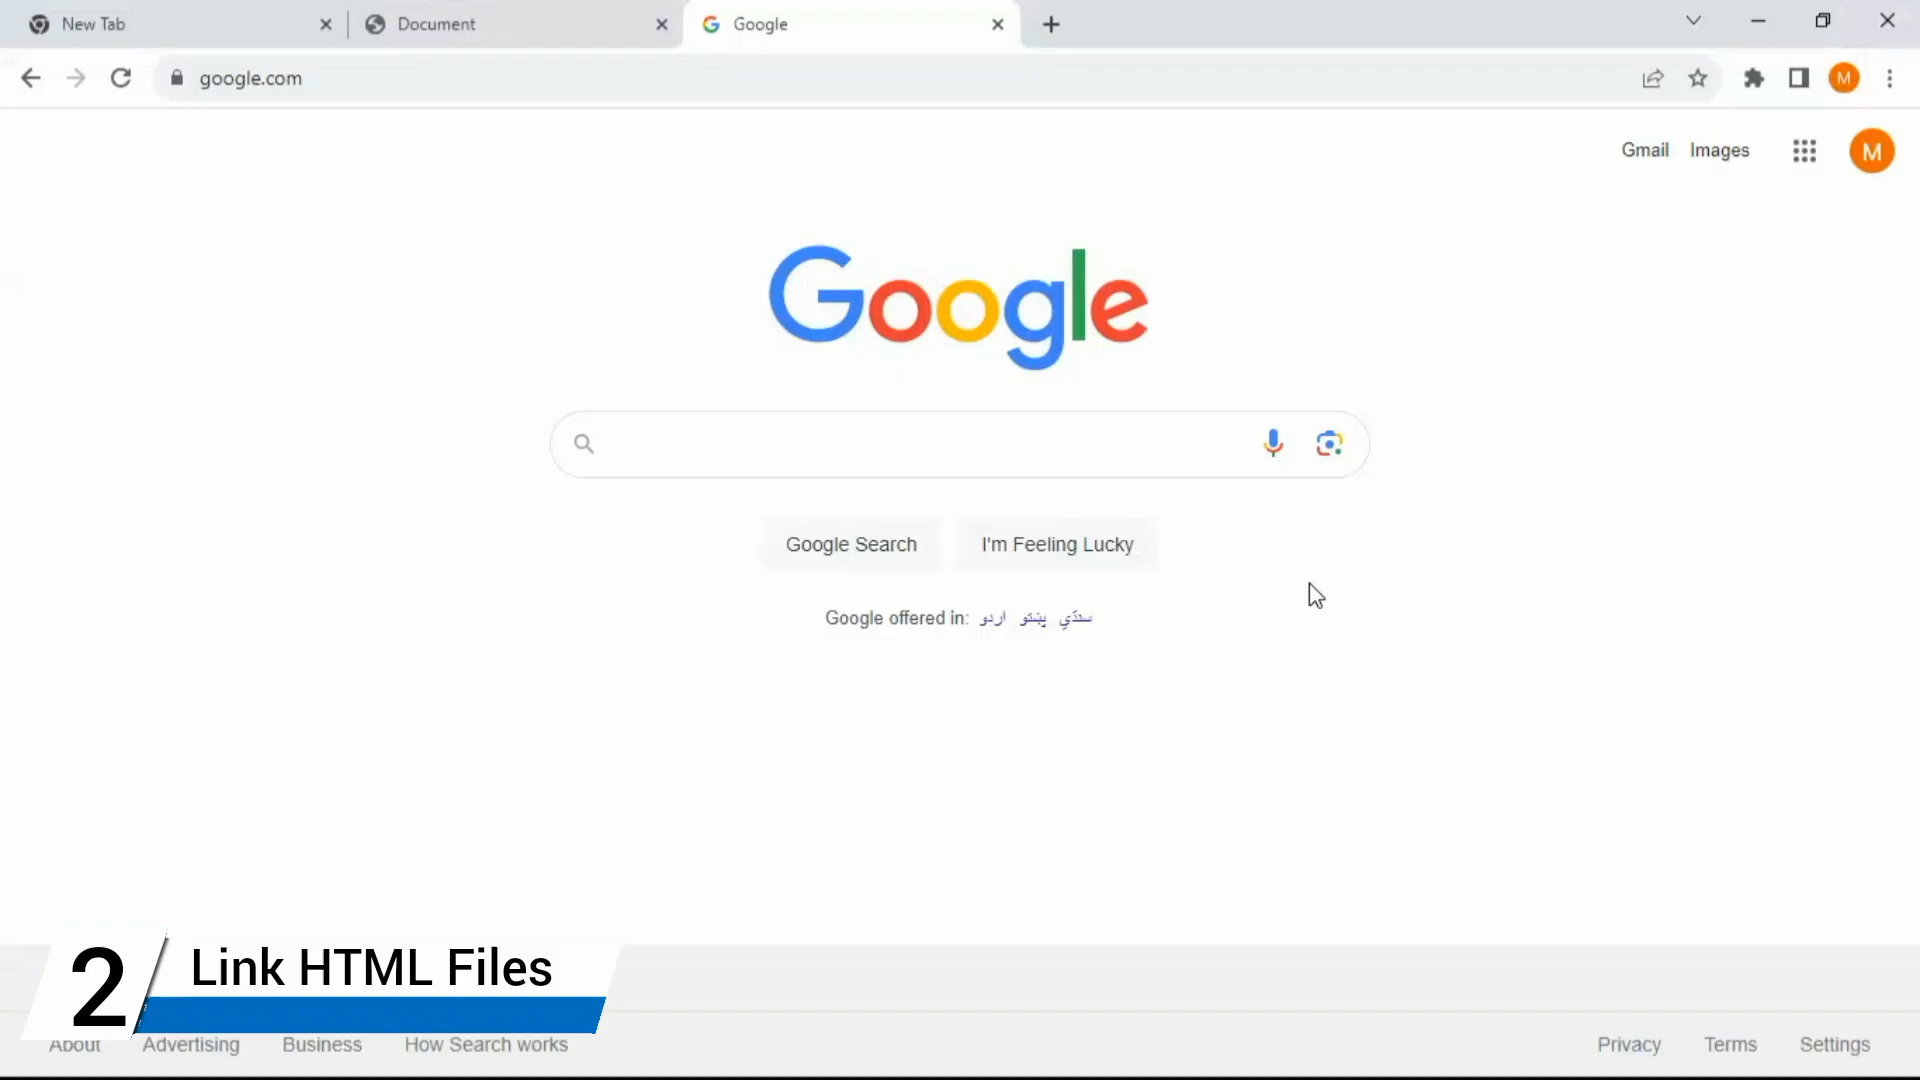 New Tab
Document
Google
google.com
M
Gmail
Images
M
Google
Google Search
I'm Feeling Lucky
Google offered in: اردو پښتو سنڌي
2
Link HTML Files
About
Advertising
Business
How Search works
Privacy
Terms
Settings